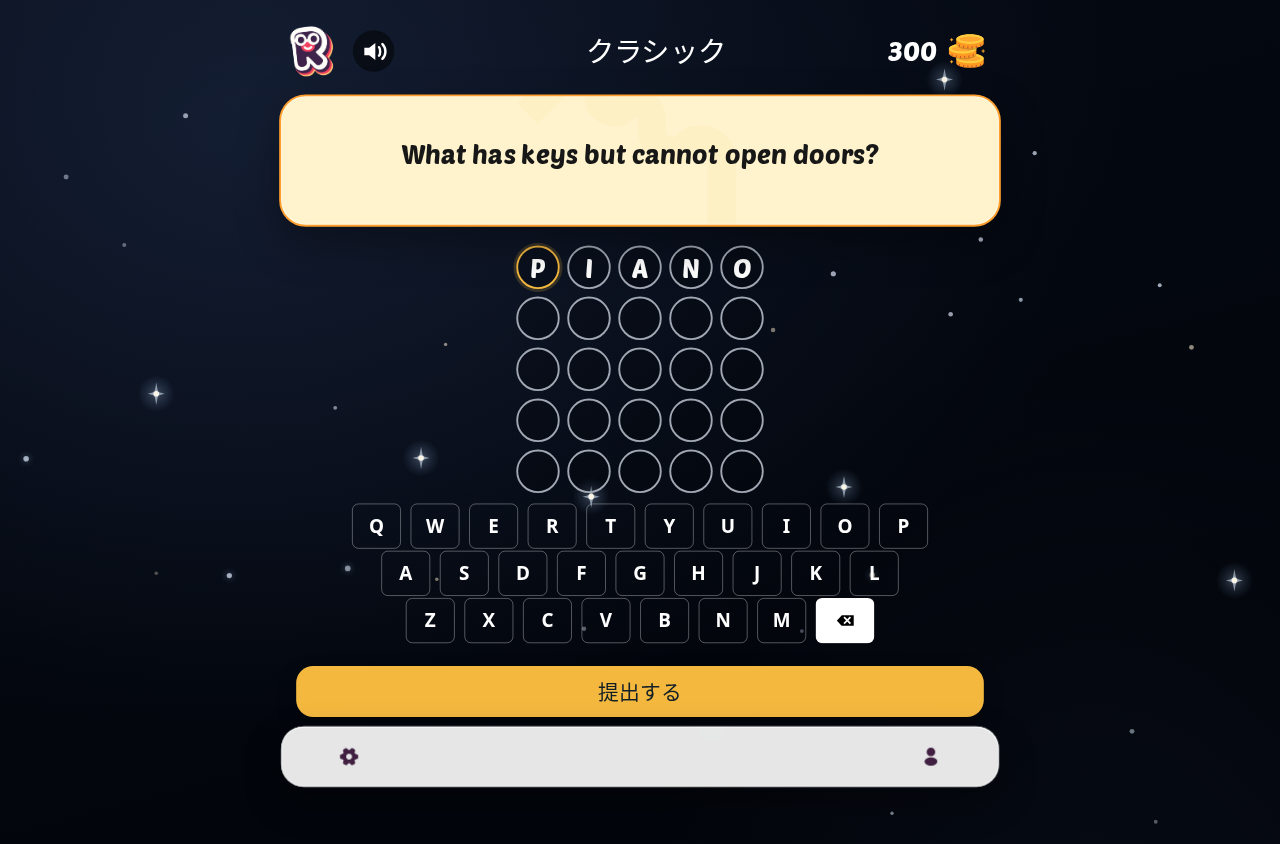 クラシック
300
What has keys but cannot open doors?
P I A N O
Q W E R T Y U I O P
A S D F G H J K L
Z X C V B N M
提出する